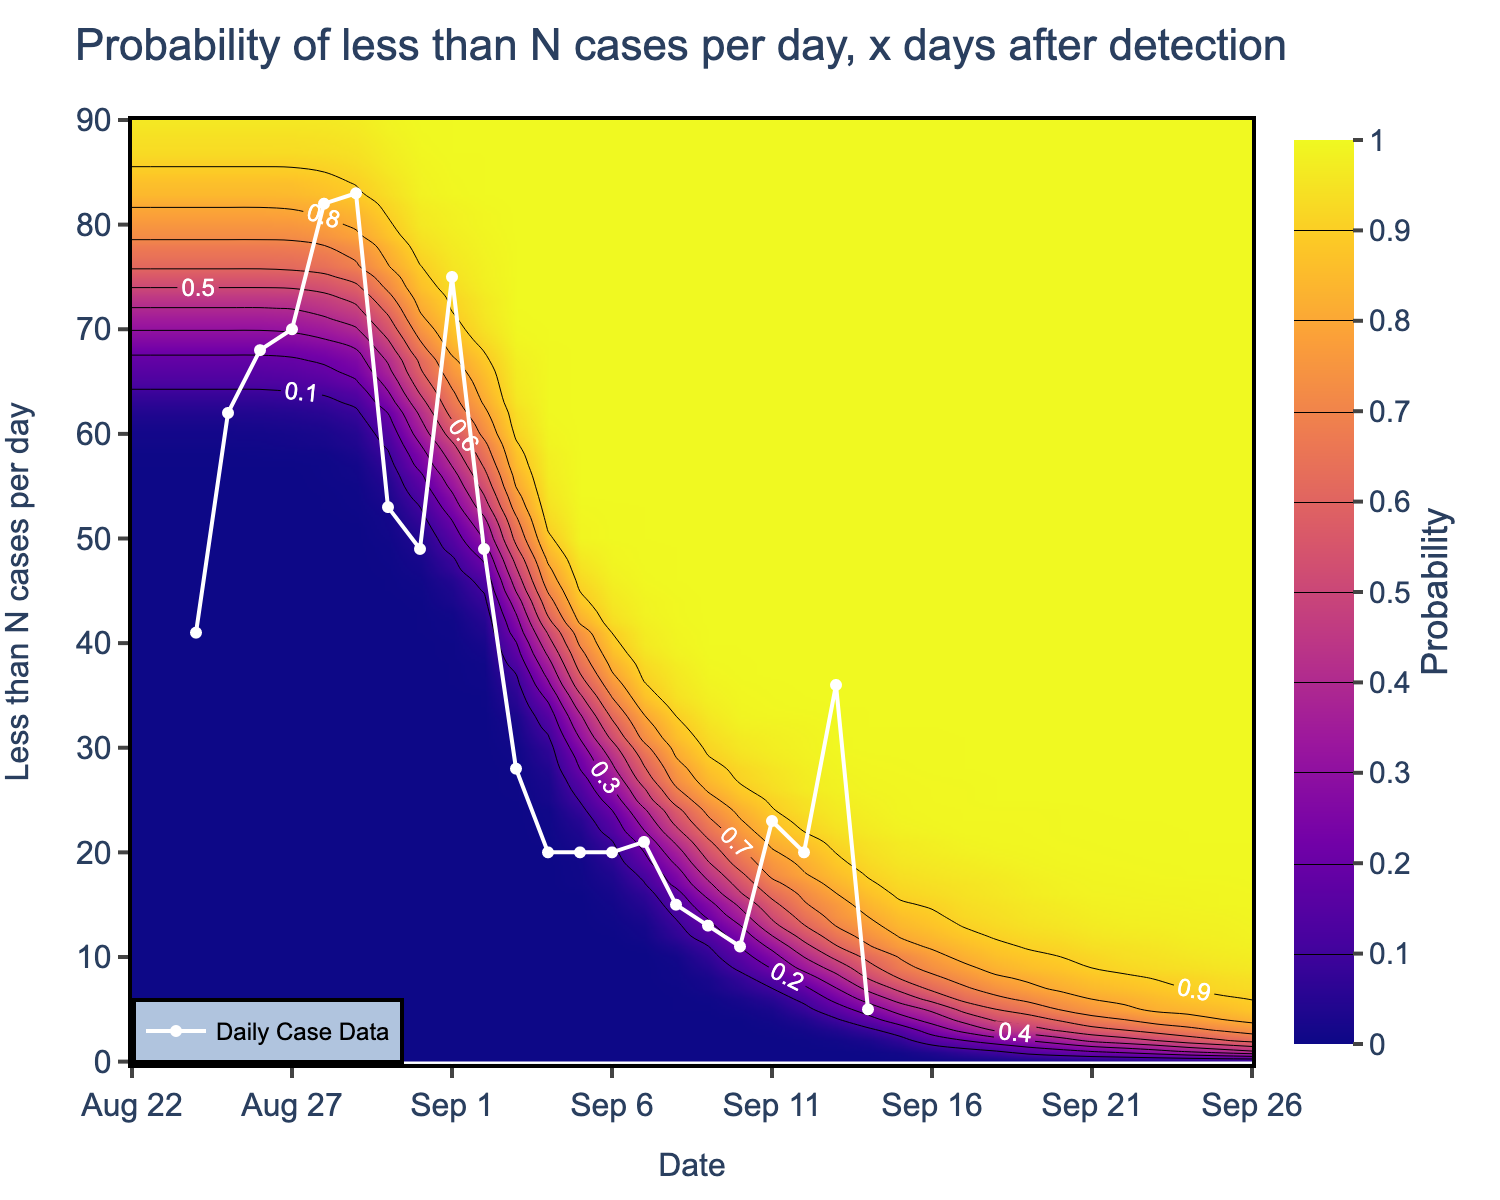 Probability of less than N cases per day, x days after detection
90
80
70
60
50
40
30
20
10
0
Less than N cases per day
0.8
0.5
0.1
0.6
0.3
0.7
0.2
0.4
0.9
Daily Case Data
Aug 22
Aug 27
Sep 1
Sep 6
Sep 11
Sep 16
Sep 21
Sep 26
Date
1
0.9
0.8
0.7
0.6
0.5
0.4
0.3
0.2
0.1
0
Probability